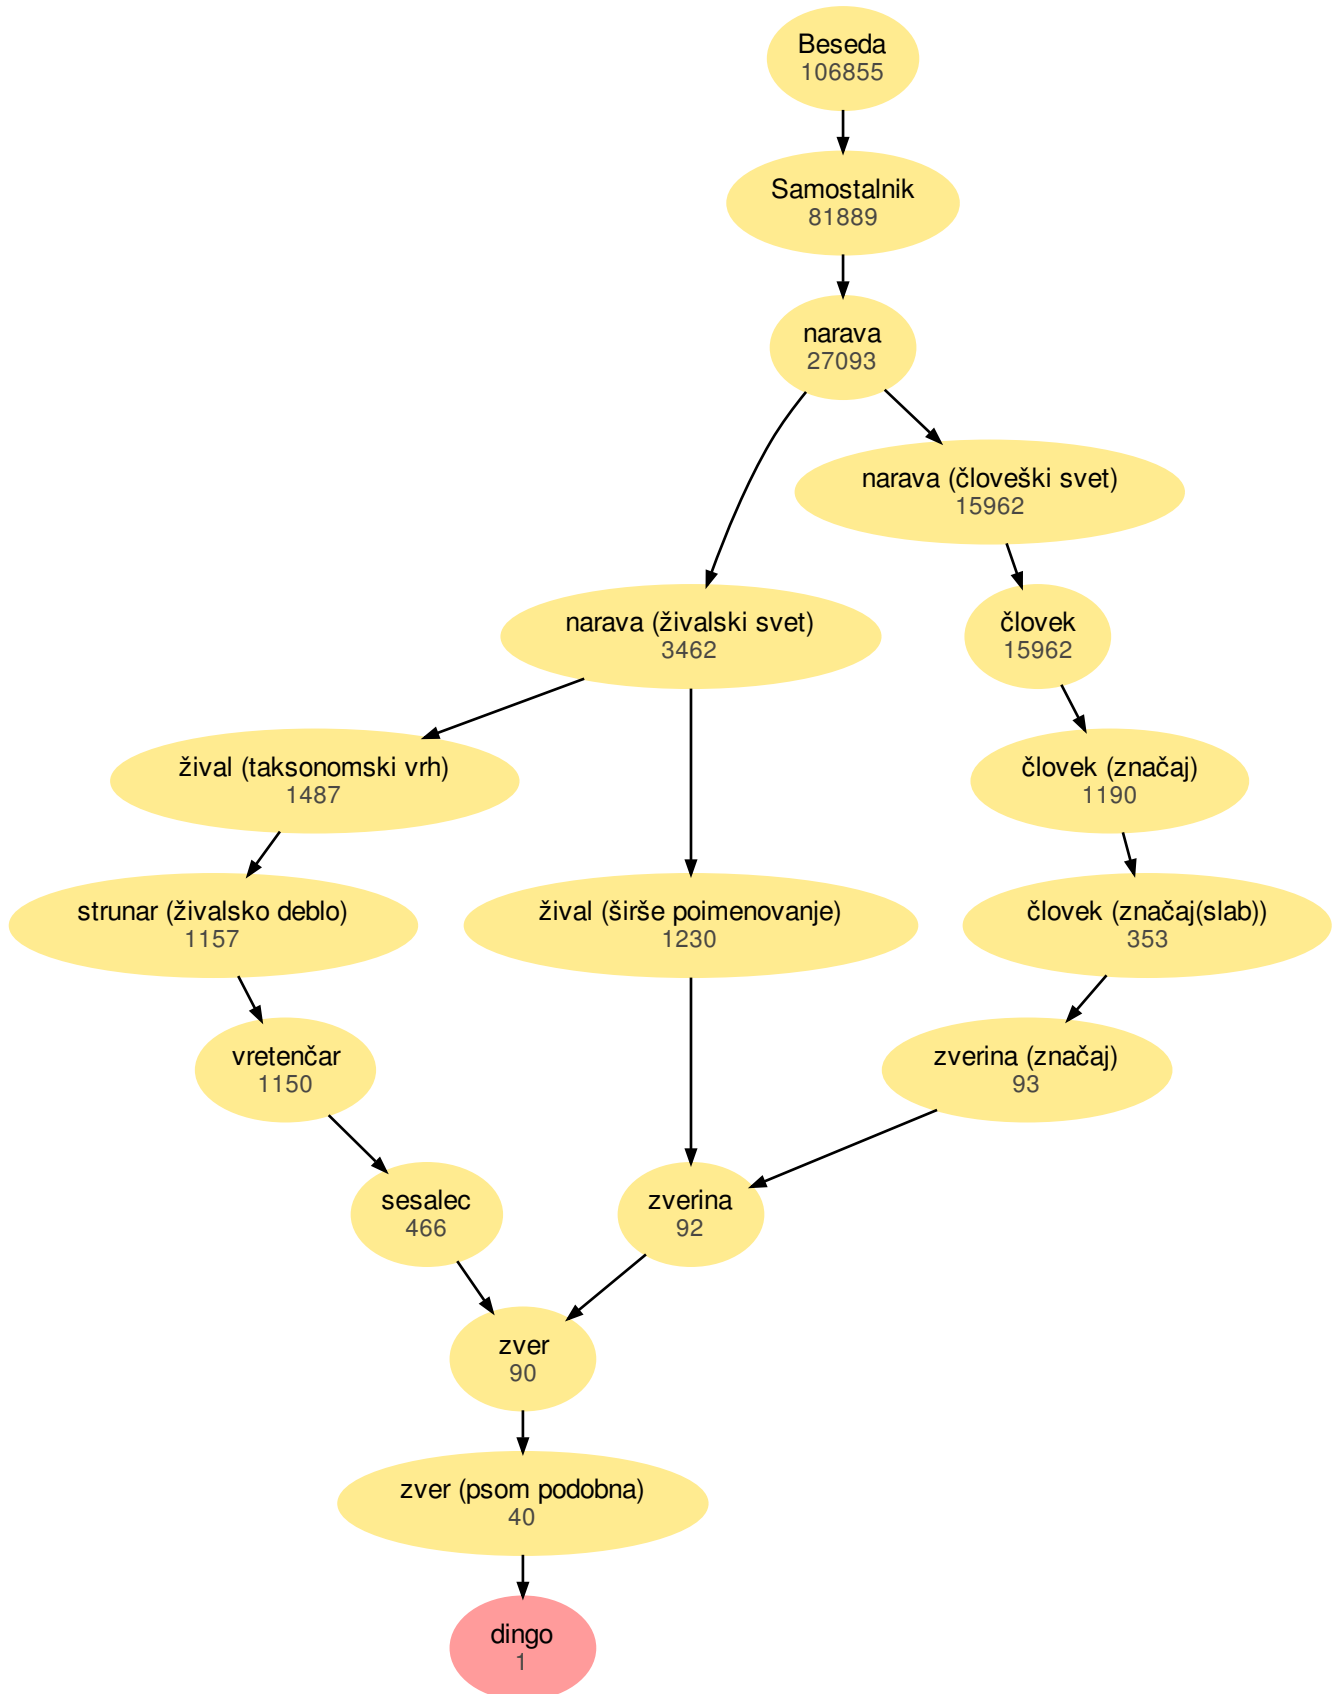 Beseda
106855
Samostalnik
81889
narava
27093
narava (človeški svet)
15962
narava (živalski svet)
3462
človek
15962
žival (taksonomski vrh)
1487
človek (značaj)
1190
strunar (živalsko deblo)
1157
žival (širše poimenovanje)
1230
človek (značaj(slab))
353
vretenčar
1150
zverina (značaj)
93
sesalec
466
zverina
92
zver
90
zver (psom podobna)
40
dingo
1